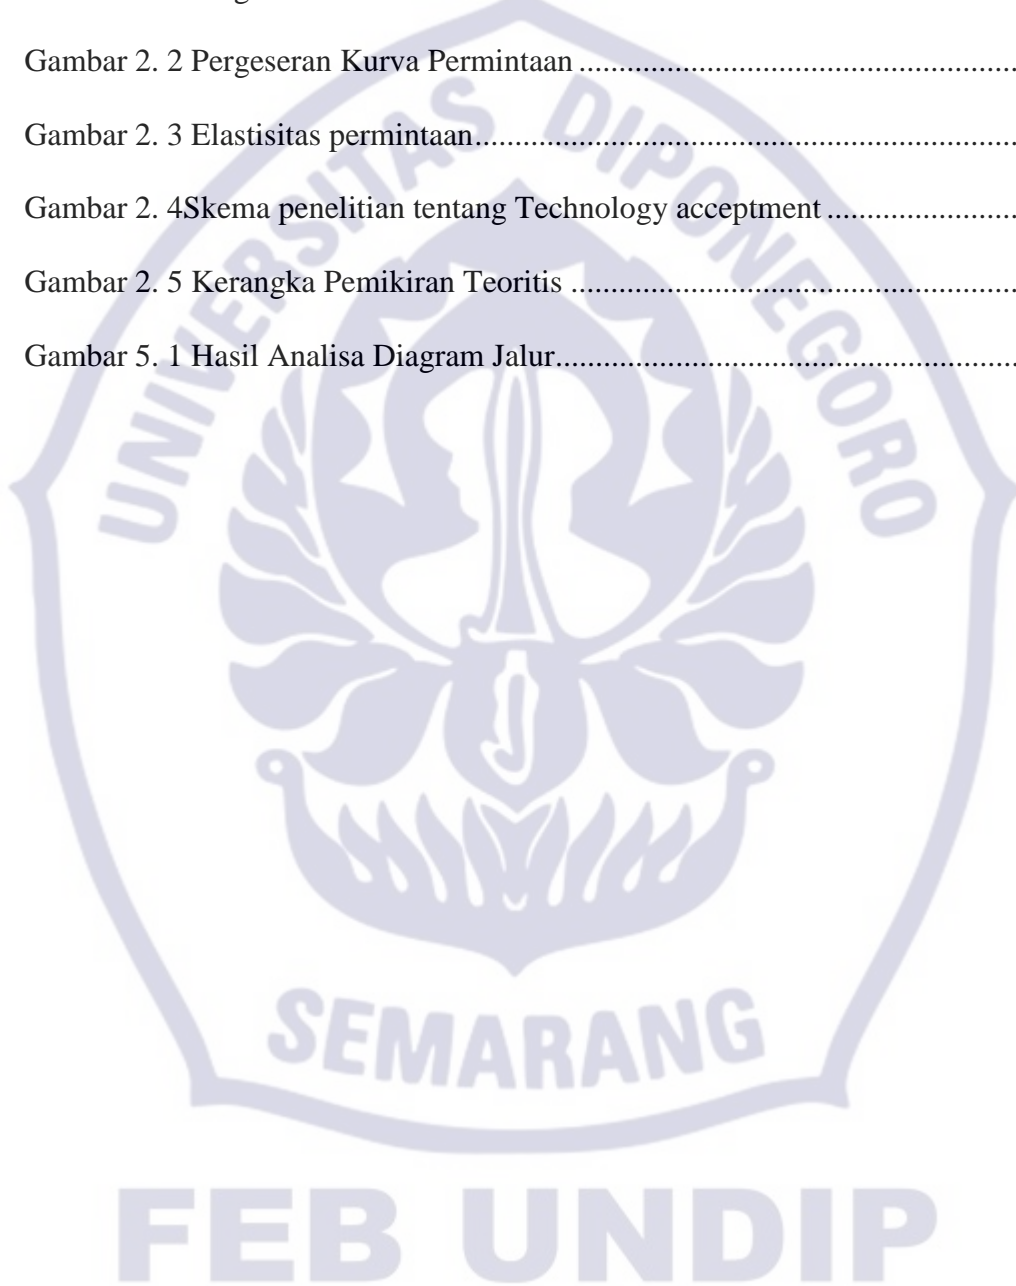 Gambar 2. 2 Pergeseran Kurva Permintaan ........................................................
Gambar 2. 3 Elastisitas permintaan.....................................................................
Gambar 2. 4Skema penelitian tentang Technology acceptment ........................
Gambar 2. 5 Kerangka Pemikiran Teoritis .........................................................
Gambar 5. 1 Hasil Analisa Diagram Jalur...........................................................
UNIVERSITAS DIPONEGORO
SEMARANG
FEB UNDIP